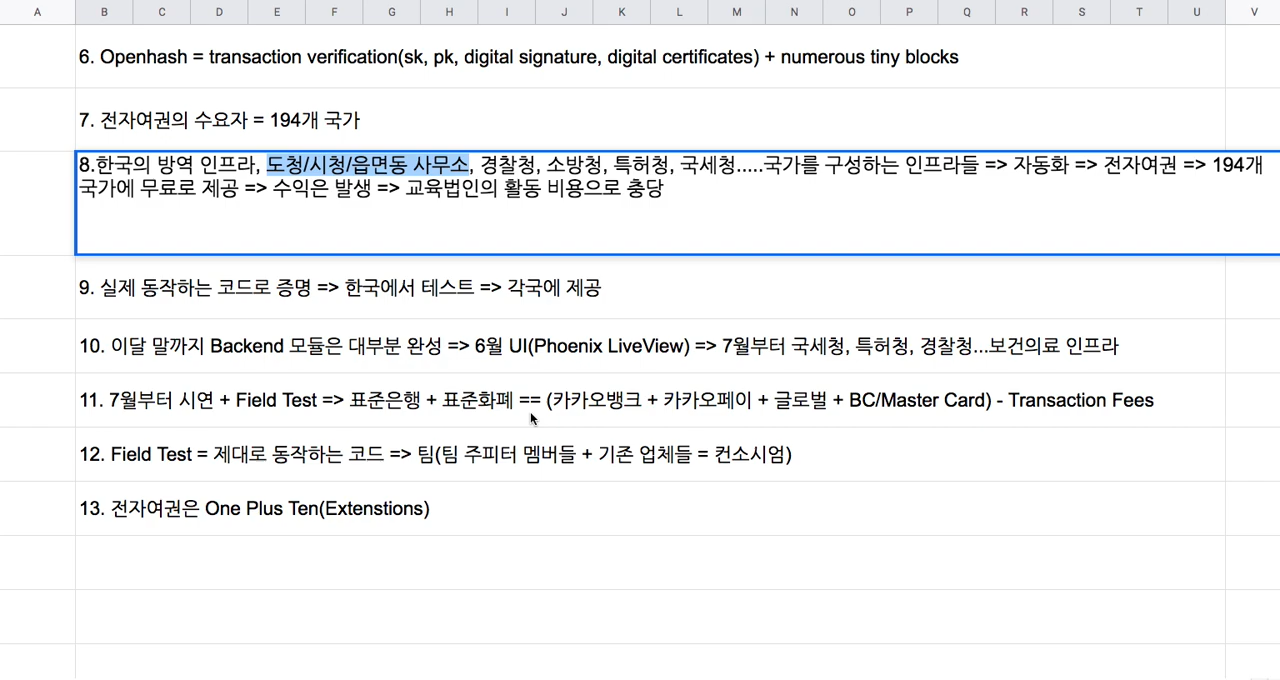 A B C D E F G H I J K L M N O P Q R S T U V
6. Openhash = transaction verification(sk, pk, digital signature, digital certificates) + numerous tiny blocks
7. 전자여권의 수요자 = 194개 국가
8.한국의 방역 인프라, 도청/시청/읍면동 사무소, 경찰청, 소방청, 특허청, 국세청.....국가를 구성하는 인프라들 => 자동화 => 전자여권 => 194개
국가에 무료로 제공 => 수익은 발생 => 교육법인의 활동 비용으로 충당
9. 실제 동작하는 코드로 증명 => 한국에서 테스트 => 각국에 제공
10. 이달 말까지 Backend 모듈은 대부분 완성 => 6월 UI(Phoenix LiveView) => 7월부터 국세청, 특허청, 경찰청...보건의료 인프라
11. 7월부터 시연 + Field Test => 표준은행 + 표준화폐 == (카카오뱅크 + 카카오페이 + 글로벌 + BC/Master Card) - Transaction Fees
12. Field Test = 제대로 동작하는 코드 => 팀(팀 주피터 멤버들 + 기존 업체들 = 컨소시엄)
13. 전자여권은 One Plus Ten(Extenstions)